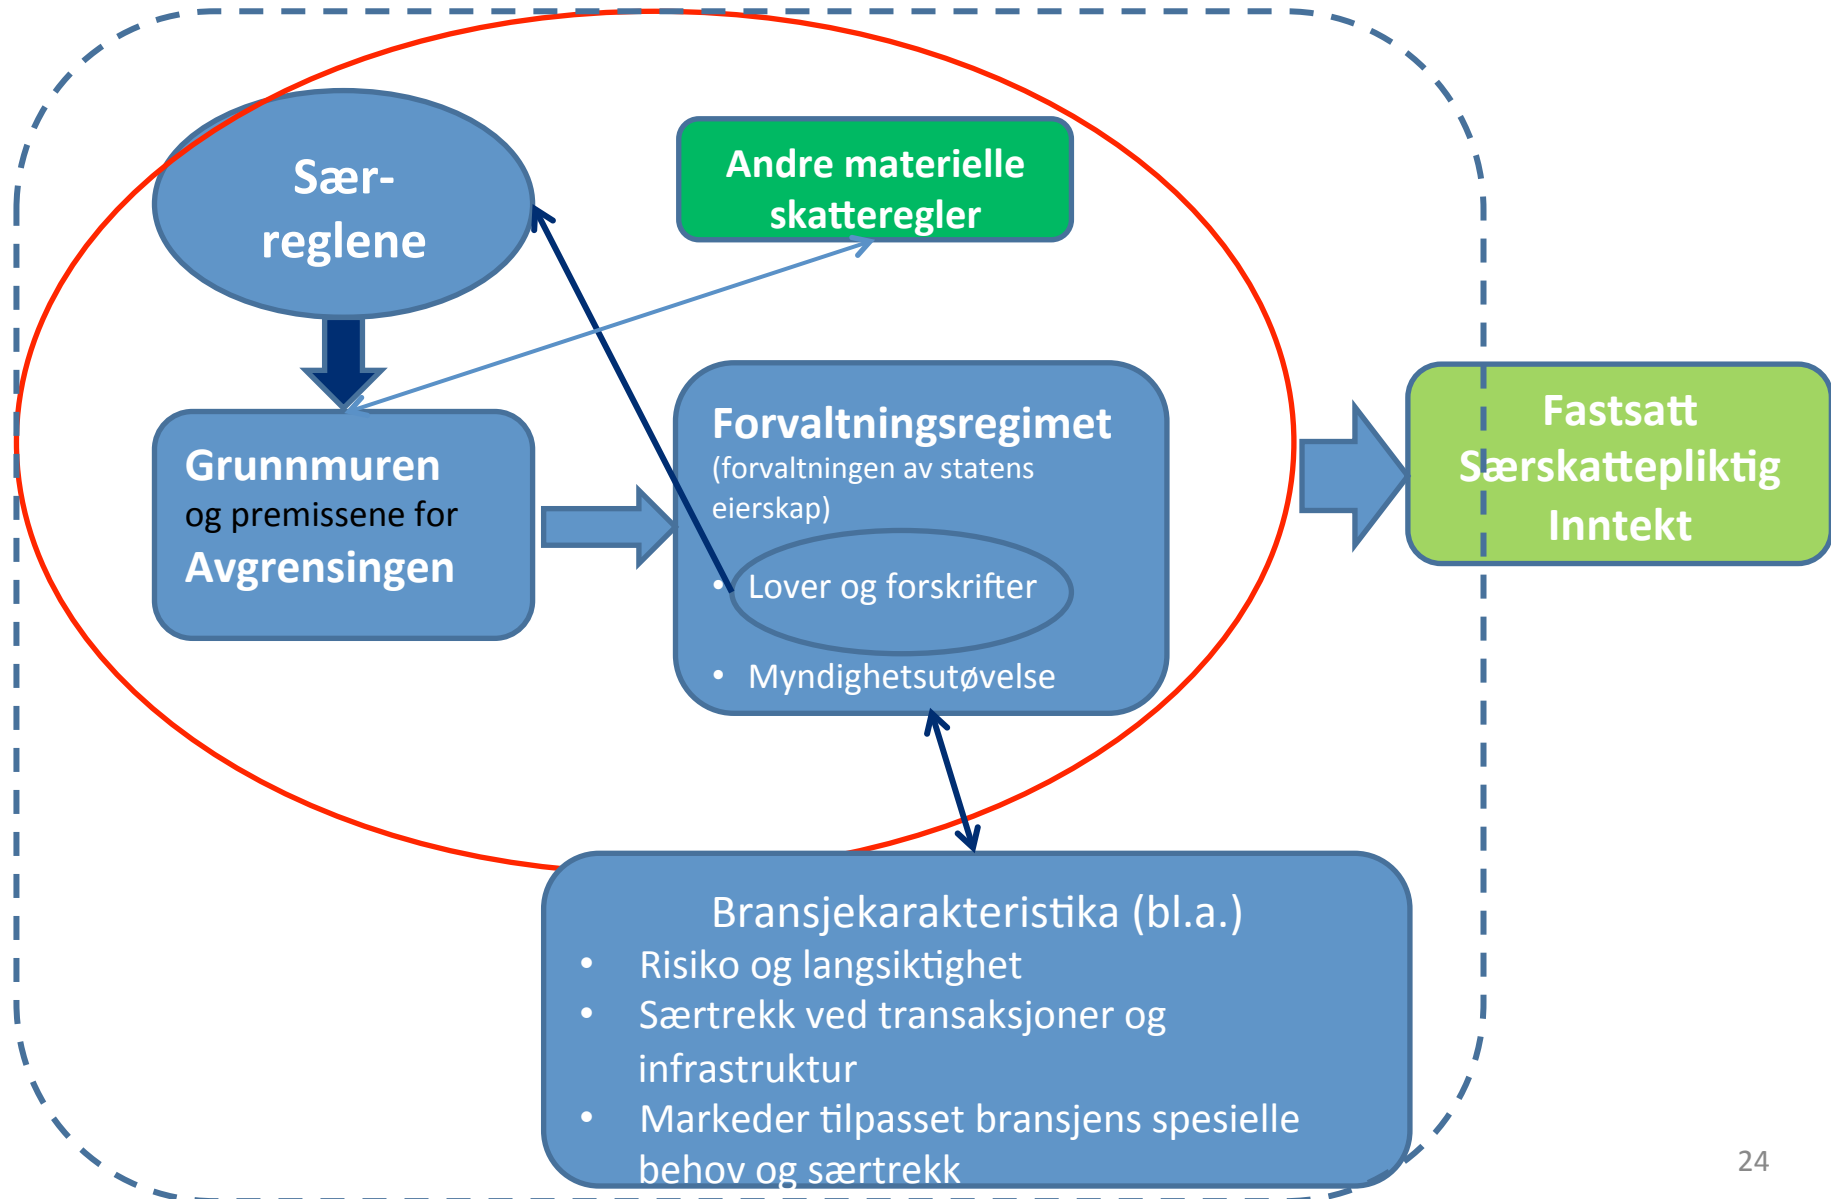 Sær-
reglene
Andre materielle
skatteregler
Grunnmuren
og premissene for
Avgrensingen
Forvaltningsregimet
(forvaltningen av statens
eierskap)
• Lover og forskrifter
• Myndighetsutøvelse
Fastsatt
Særskattepliktig
Inntekt
Bransjekarakteristika (bl.a.)
• Risiko og langsiktighet
• Særtrekk ved transaksjoner og
infrastruktur
• Markeder tilpasset bransjens spesielle
behov og særtrekk
24